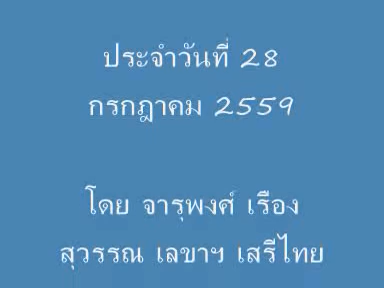 ประจำวันที่ 28
กรกฎาคม 2559
โดย จารุพงศ์ เรือง
สุวรรณ เลขาฯ เสรีไทย